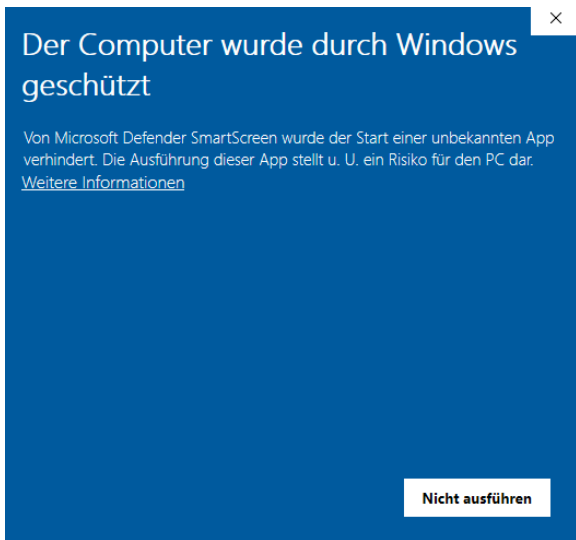 Der Computer wurde durch Windows
geschützt
Von Microsoft Defender SmartScreen wurde der Start einer unbekannten App
verhindert. Die Ausführung dieser App stellt u. U. ein Risiko für den PC dar.
Weitere Informationen
Nicht ausführen